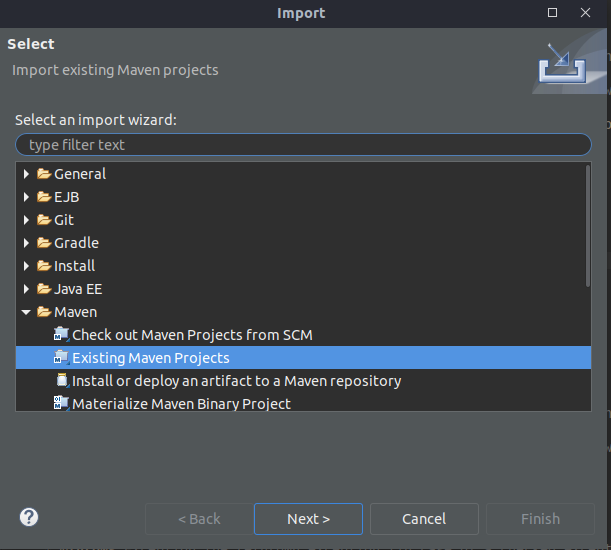 Import
Select
Import existing Maven projects
Select an import wizard:
type filter text
General
EJB
Git
Gradle
Install
Java EE
Maven
Check out Maven Projects from SCM
Existing Maven Projects
Install or deploy an artifact to a Maven repository
Materialize Maven Binary Project
? < Back Next > Cancel Finish